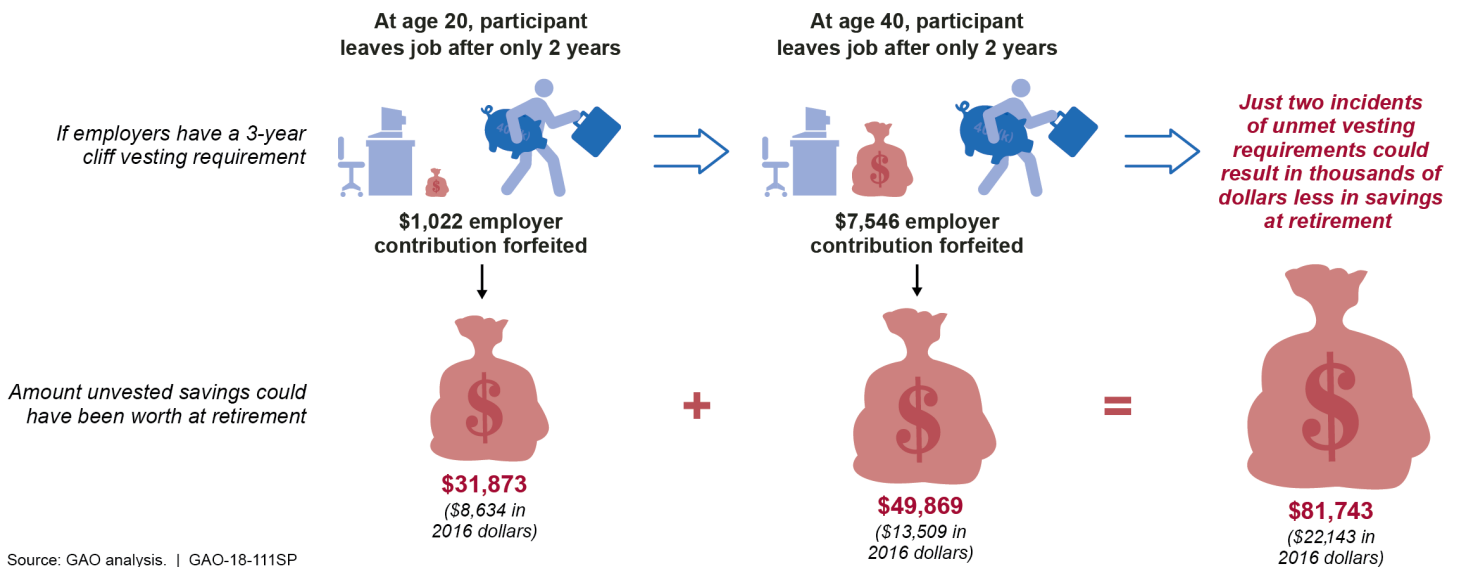 At age 20, participant
leaves job after only 2 years
At age 40, participant
leaves job after only 2 years
If employers have a 3-year
cliff vesting requirement
401(k)
$
$1,022 employer
contribution forfeited
$
401(k)
$7,546 employer
contribution forfeited
Just two incidents
of unmet vesting
requirements could
result in thousands of
dollars less in savings
at retirement
Amount unvested savings could
have been worth at retirement
$
$31,873
($8,634 in
2016 dollars)
+
$
$49,869
($13,509 in
2016 dollars)
=
$
$81,743
($22,143 in
2016 dollars)
Source: GAO analysis. | GAO-18-111SP